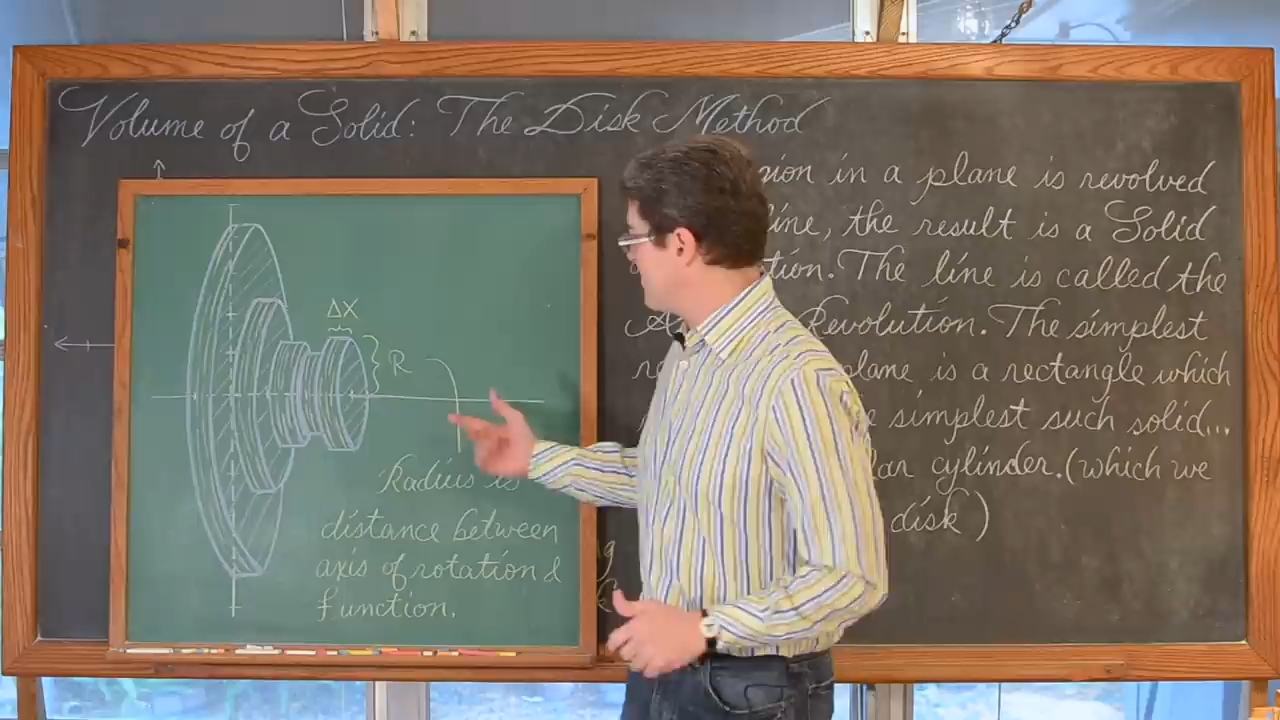 Volume of a Solid: The Disk Method
ion in a plane is revolved
line, the result is a Solid
tion. The line is called the
Revolution. The simplest
plane is a rectangle which
simplest such solid...
cylinder. (which we
disk)
ΔX
R
Radius is
distance between
axis of rotation &
function.